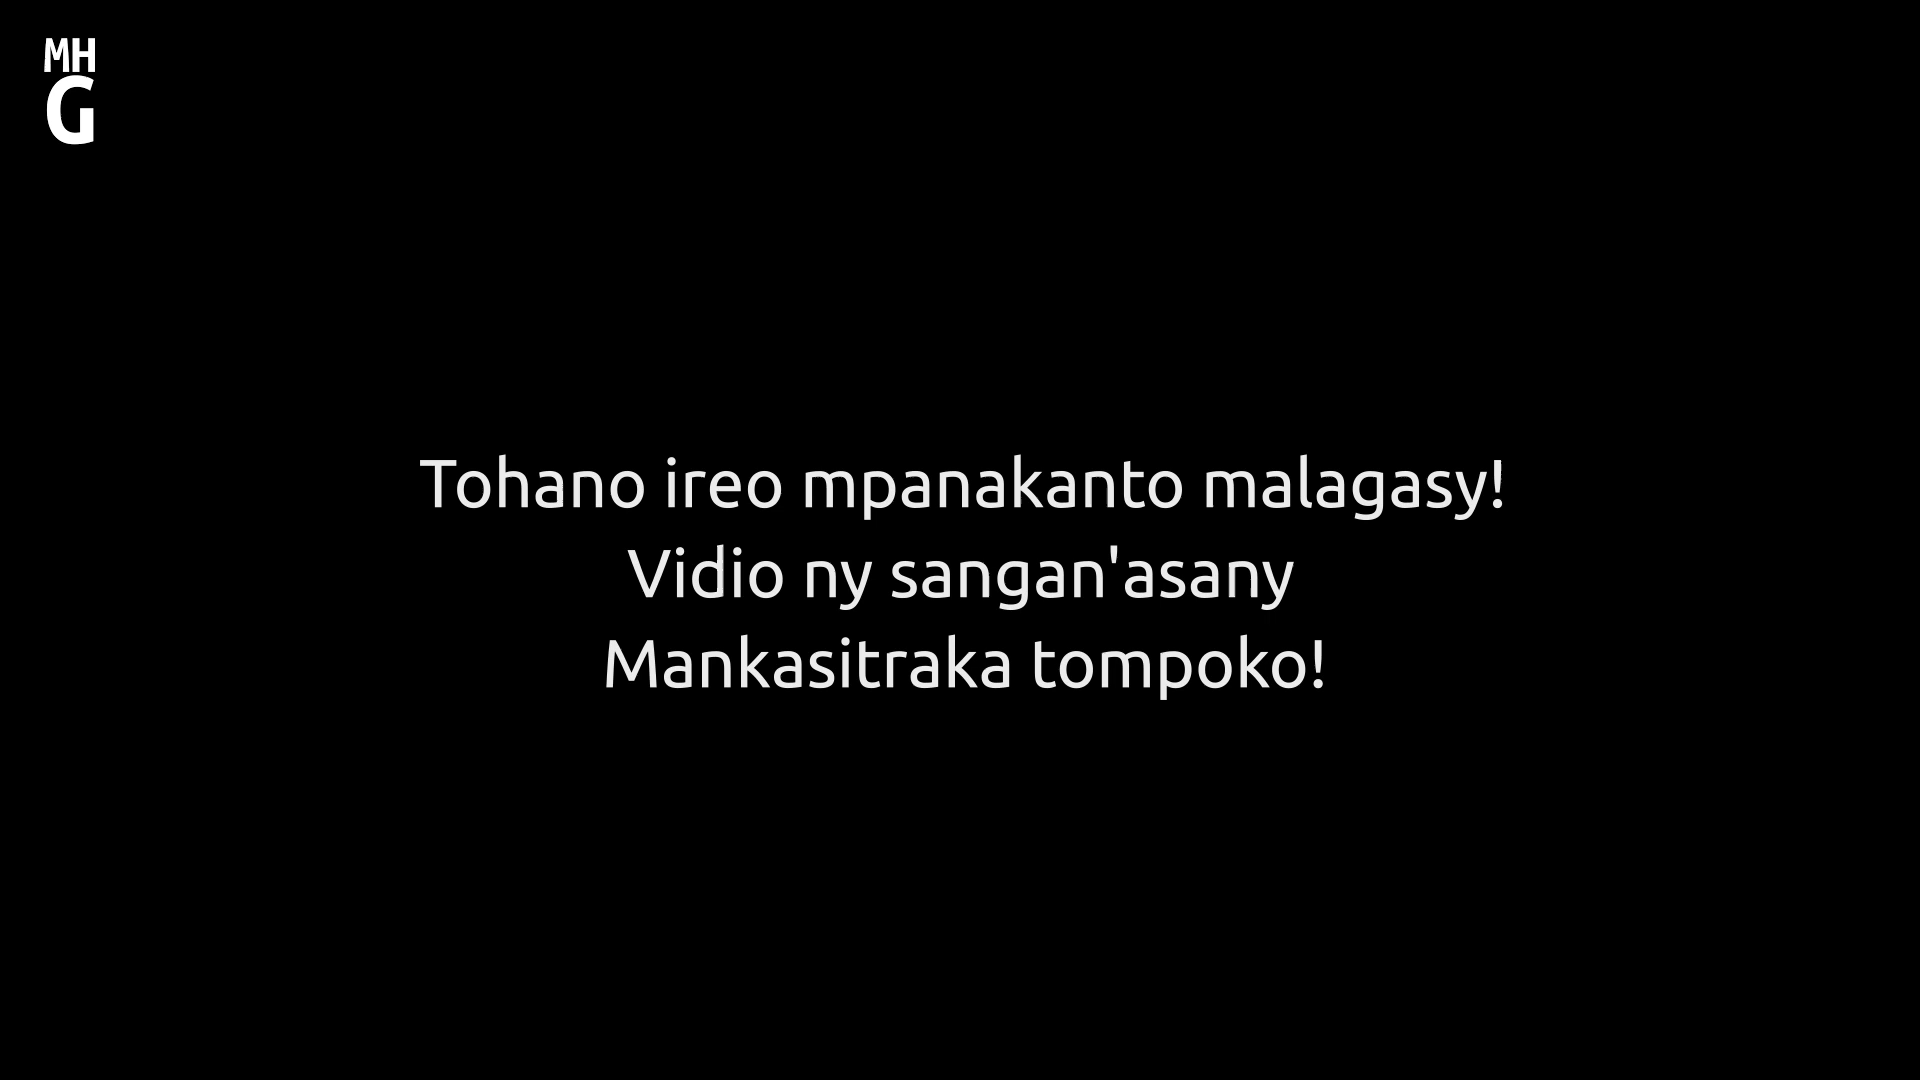 MH
G
Tohano ireo mpanakanto malagasy!
Vidio ny sangan'asany
Mankasitraka tompoko!